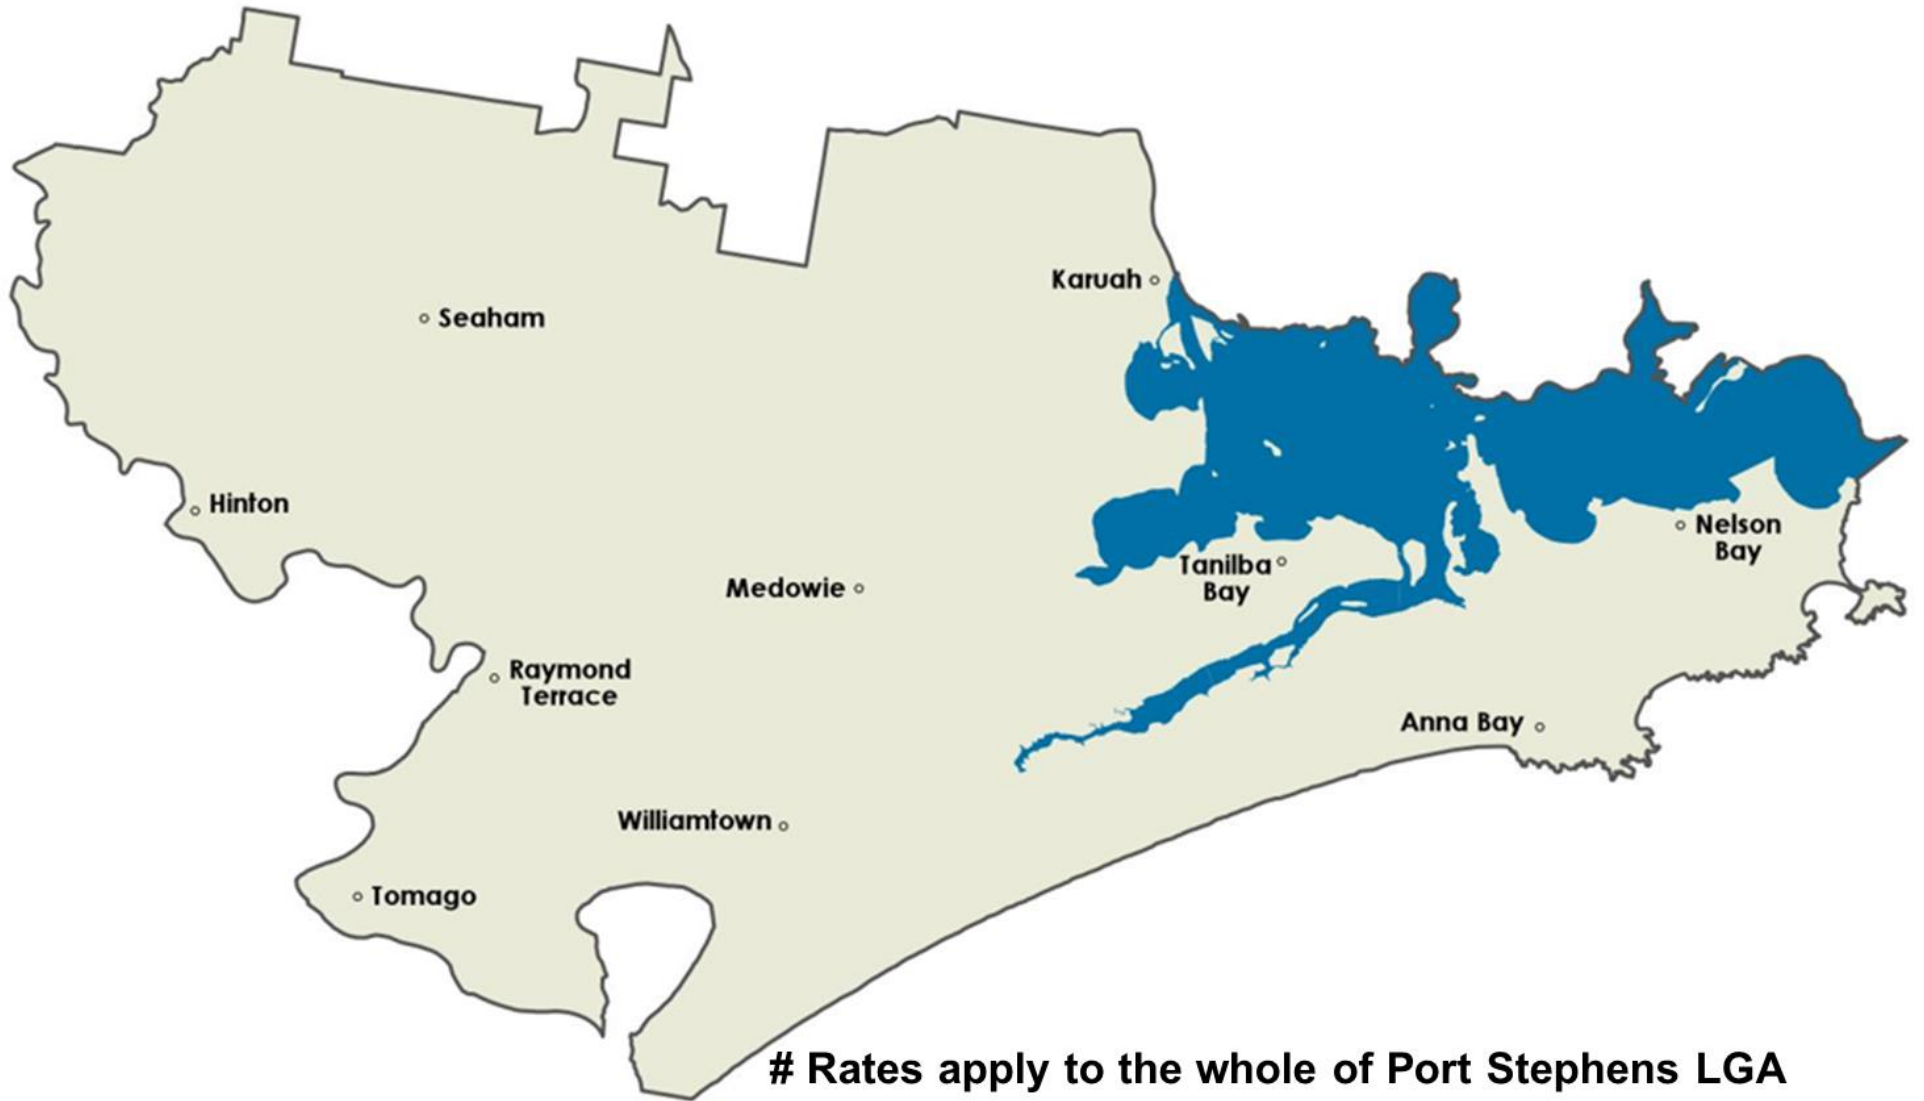 Karuah
Seaham
Hinton
Nelson
Bay
Tanilba
Bay
Medowie
Raymond
Terrace
Anna Bay
Williamtown
Tomago
# Rates apply to the whole of Port Stephens LGA